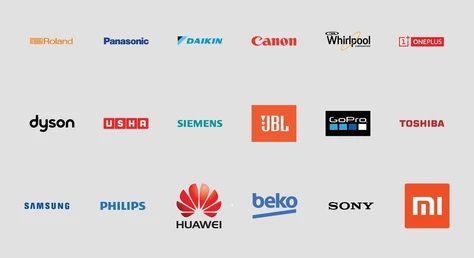 Roland
Panasonic
DAIKIN
Canon
Whirlpool
ONEPLUS
dyson
USHA
SIEMENS
JBL
GoPro
TOSHIBA
SAMSUNG
PHILIPS
HUAWEI
beko
SONY
mi